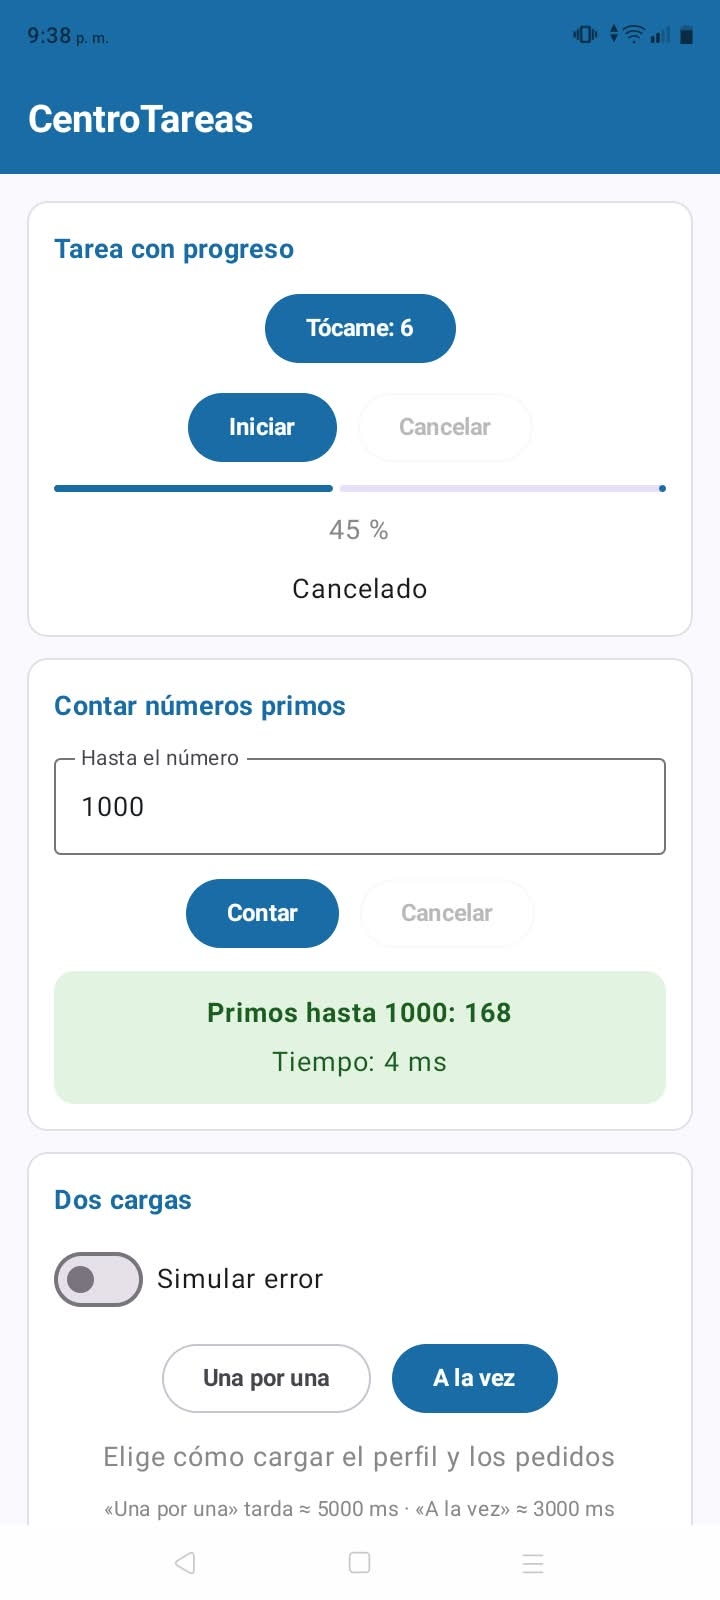 9:38 p. m.
CentroTareas
Tarea con progreso
Tócame: 6
Iniciar
Cancelar
45 %
Cancelado
Contar números primos
Hasta el número
1000
Contar
Cancelar
Primos hasta 1000: 168
Tiempo: 4 ms
Dos cargas
Simular error
Una por una
A la vez
Elige cómo cargar el perfil y los pedidos
«Una por una» tarda ≈ 5000 ms · «A la vez» ≈ 3000 ms